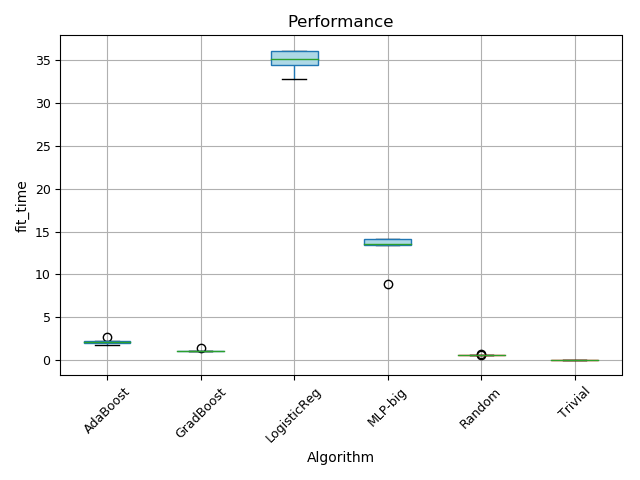 Performance
fit_time
35
30
25
20
15
10
5
0
AdaBoost
GradBoost
LogisticReg
MLP-big
Random
Trivial
Algorithm